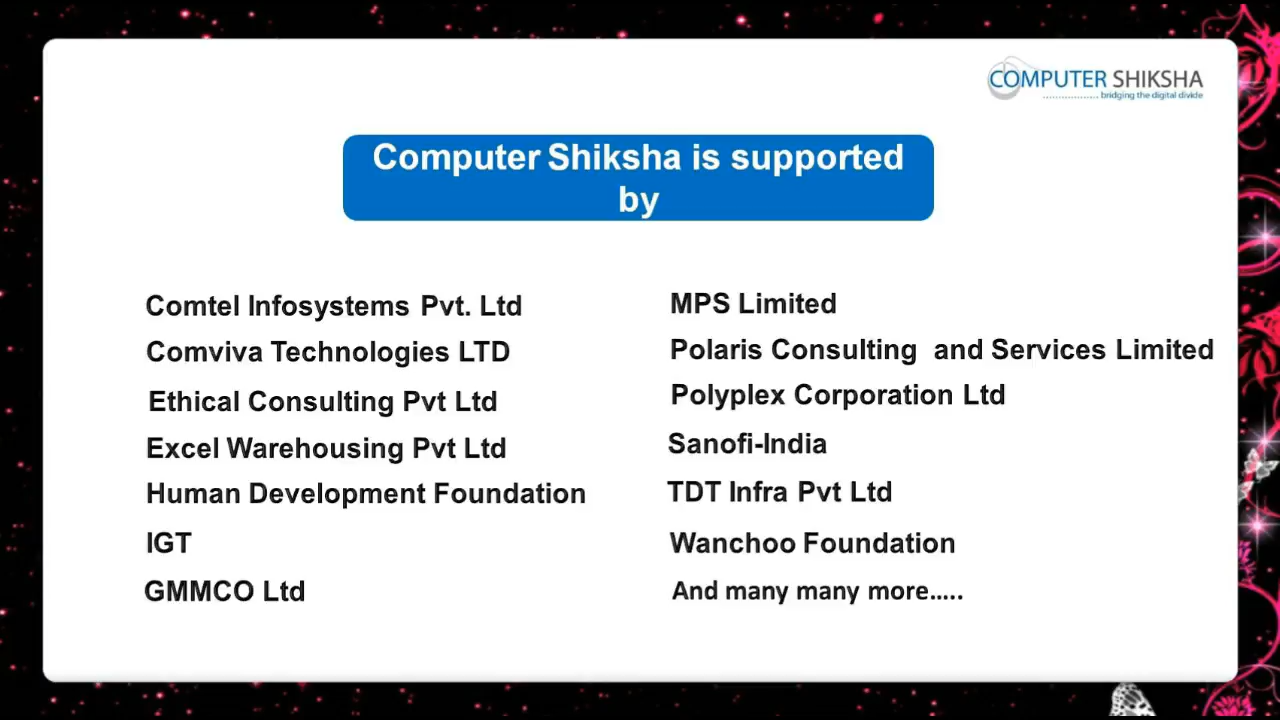 COMPUTER SHIKSHA
bridging the digital divide
Computer Shiksha is supported
by
Comtel Infosystems Pvt. Ltd
Comviva Technologies LTD
Ethical Consulting Pvt Ltd
Excel Warehousing Pvt Ltd
Human Development Foundation
IGT
GMMCO Ltd
MPS Limited
Polaris Consulting and Services Limited
Polyplex Corporation Ltd
Sanofi-India
TDT Infra Pvt Ltd
Wanchoo Foundation
And many many more.....